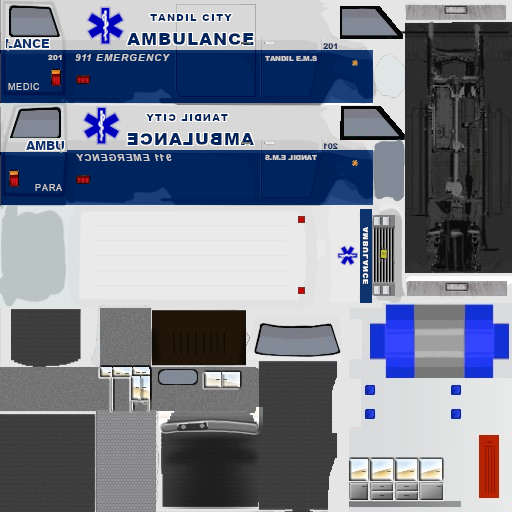 TANDIL CITY
AMBULANCE
LANCE
201
201
911 EMERGENCY
TANDIL E.M.S
MEDIC
TANDIL CITY
AMBULANCE
AMBU
201
911 EMERGENCY
TANDIL E.M.S
PARA
AMBULANCE